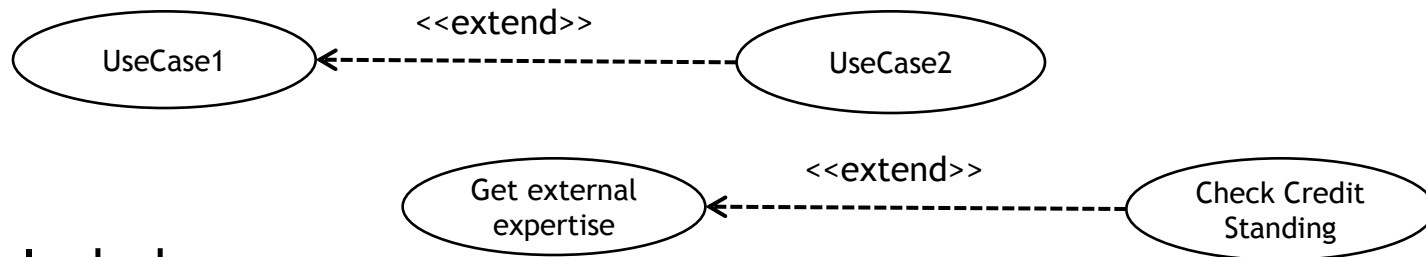 <<extend>>
UseCase1
UseCase2
<<extend>>
Get external
expertise
Check Credit
Standing